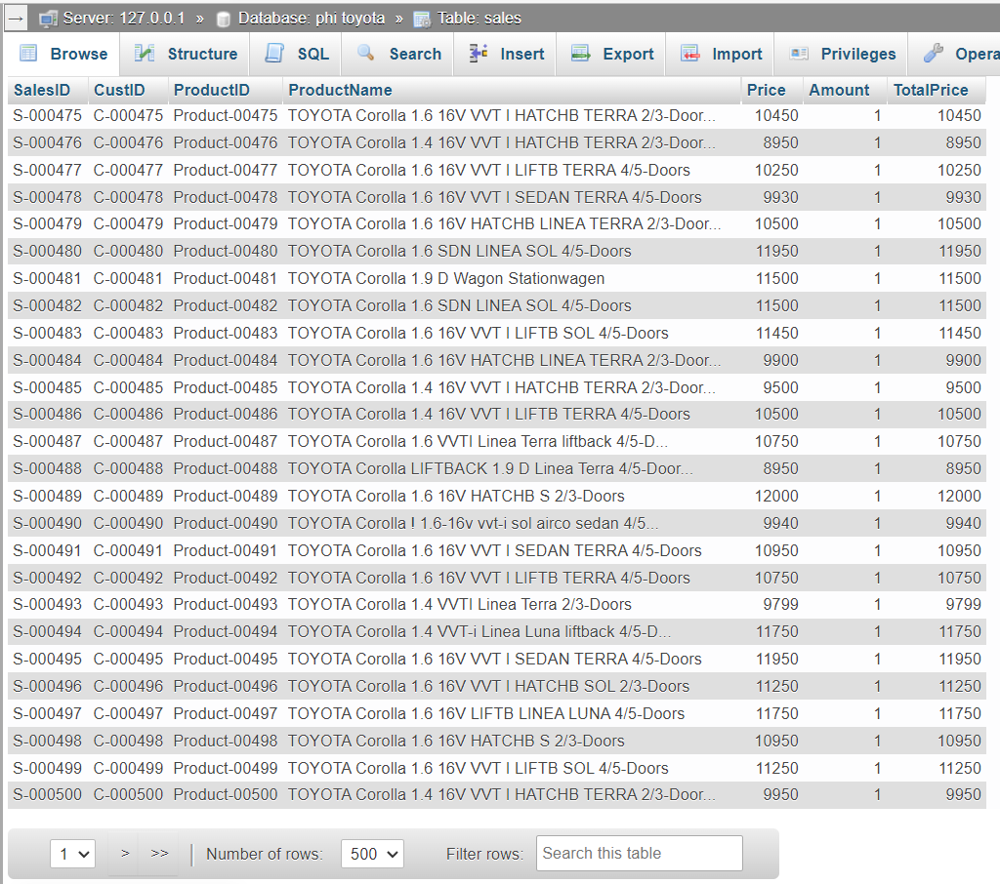 → Server: 127.0.0.1 » Database: phi toyota » Table: sales
Browse Structure SQL Search Insert Export Import Privileges Opera
SalesID CustID ProductID ProductName Price Amount TotalPrice
S-000475 C-000475 Product-00475 TOYOTA Corolla 1.6 16V VVT I HATCHB TERRA 2/3-Door... 10450 1 10450
S-000476 C-000476 Product-00476 TOYOTA Corolla 1.4 16V VVT I HATCHB TERRA 2/3-Door... 8950 1 8950
S-000477 C-000477 Product-00477 TOYOTA Corolla 1.6 16V VVT I LIFTB TERRA 4/5-Doors 10250 1 10250
S-000478 C-000478 Product-00478 TOYOTA Corolla 1.6 16V VVT I SEDAN TERRA 4/5-Doors 9930 1 9930
S-000479 C-000479 Product-00479 TOYOTA Corolla 1.6 16V HATCHB LINEA TERRA 2/3-Door... 10500 1 10500
S-000480 C-000480 Product-00480 TOYOTA Corolla 1.6 SDN LINEA SOL 4/5-Doors 11950 1 11950
S-000481 C-000481 Product-00481 TOYOTA Corolla 1.9 D Wagon Stationwagen 11500 1 11500
S-000482 C-000482 Product-00482 TOYOTA Corolla 1.6 SDN LINEA SOL 4/5-Doors 11500 1 11500
S-000483 C-000483 Product-00483 TOYOTA Corolla 1.6 16V VVT I LIFTB SOL 4/5-Doors 11450 1 11450
S-000484 C-000484 Product-00484 TOYOTA Corolla 1.6 16V HATCHB LINEA TERRA 2/3-Door... 9900 1 9900
S-000485 C-000485 Product-00485 TOYOTA Corolla 1.4 16V VVT I HATCHB TERRA 2/3-Door... 9500 1 9500
S-000486 C-000486 Product-00486 TOYOTA Corolla 1.4 16V VVT I LIFTB TERRA 4/5-Doors 10500 1 10500
S-000487 C-000487 Product-00487 TOYOTA Corolla 1.6 VVTI Linea Terra liftback 4/5-D... 10750 1 10750
S-000488 C-000488 Product-00488 TOYOTA Corolla LIFTBACK 1.9 D Linea Terra 4/5-Door... 8950 1 8950
S-000489 C-000489 Product-00489 TOYOTA Corolla 1.6 16V HATCHB S 2/3-Doors 12000 1 12000
S-000490 C-000490 Product-00490 TOYOTA Corolla ! 1.6-16v vvt-i sol airco sedan 4/5... 9940 1 9940
S-000491 C-000491 Product-00491 TOYOTA Corolla 1.6 16V VVT I SEDAN TERRA 4/5-Doors 10950 1 10950
S-000492 C-000492 Product-00492 TOYOTA Corolla 1.6 16V VVT I LIFTB TERRA 4/5-Doors 10750 1 10750
S-000493 C-000493 Product-00493 TOYOTA Corolla 1.4 VVTI Linea Terra 2/3-Doors 9799 1 9799
S-000494 C-000494 Product-00494 TOYOTA Corolla 1.4 VVT-i Linea Luna liftback 4/5-D... 11750 1 11750
S-000495 C-000495 Product-00495 TOYOTA Corolla 1.6 16V VVT I SEDAN TERRA 4/5-Doors 11950 1 11950
S-000496 C-000496 Product-00496 TOYOTA Corolla 1.6 16V VVT I HATCHB SOL 2/3-Doors 11250 1 11250
S-000497 C-000497 Product-00497 TOYOTA Corolla 1.6 16V LIFTB LINEA LUNA 4/5-Doors 11750 1 11750
S-000498 C-000498 Product-00498 TOYOTA Corolla 1.6 16V HATCHB S 2/3-Doors 10950 1 10950
S-000499 C-000499 Product-00499 TOYOTA Corolla 1.6 16V VVT I LIFTB SOL 4/5-Doors 11250 1 11250
S-000500 C-000500 Product-00500 TOYOTA Corolla 1.4 16V VVT I HATCHB TERRA 2/3-Door... 9950 1 9950
1 > >> Number of rows: 500 Filter rows: Search this table